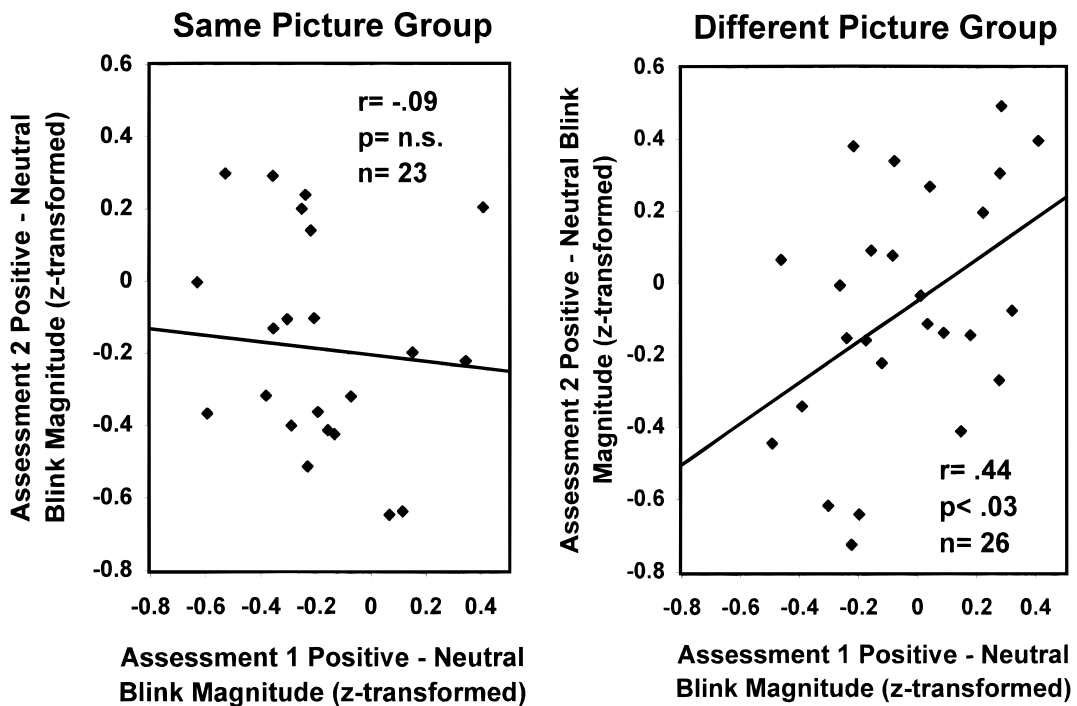 Same Picture Group
Assessment 2 Positive - Neutral
Blink Magnitude (z-transformed)
0.6
0.4
0.2
0
-0.2
-0.4
-0.6
-0.8
r= -.09
p= n.s.
n= 23
-0.8 -0.6 -0.4 -0.2 0 0.2 0.4
Assessment 1 Positive - Neutral
Blink Magnitude (z-transformed)
Different Picture Group
Assessment 2 Positive - Neutral Blink
Magnitude (z-transformed)
0.6
0.4
0.2
0
-0.2
-0.4
-0.6
-0.8
r= .44
p< .03
n= 26
-0.8 -0.6 -0.4 -0.2 0 0.2 0.4
Assessment 1 Positive - Neutral
Blink Magnitude (z-transformed)